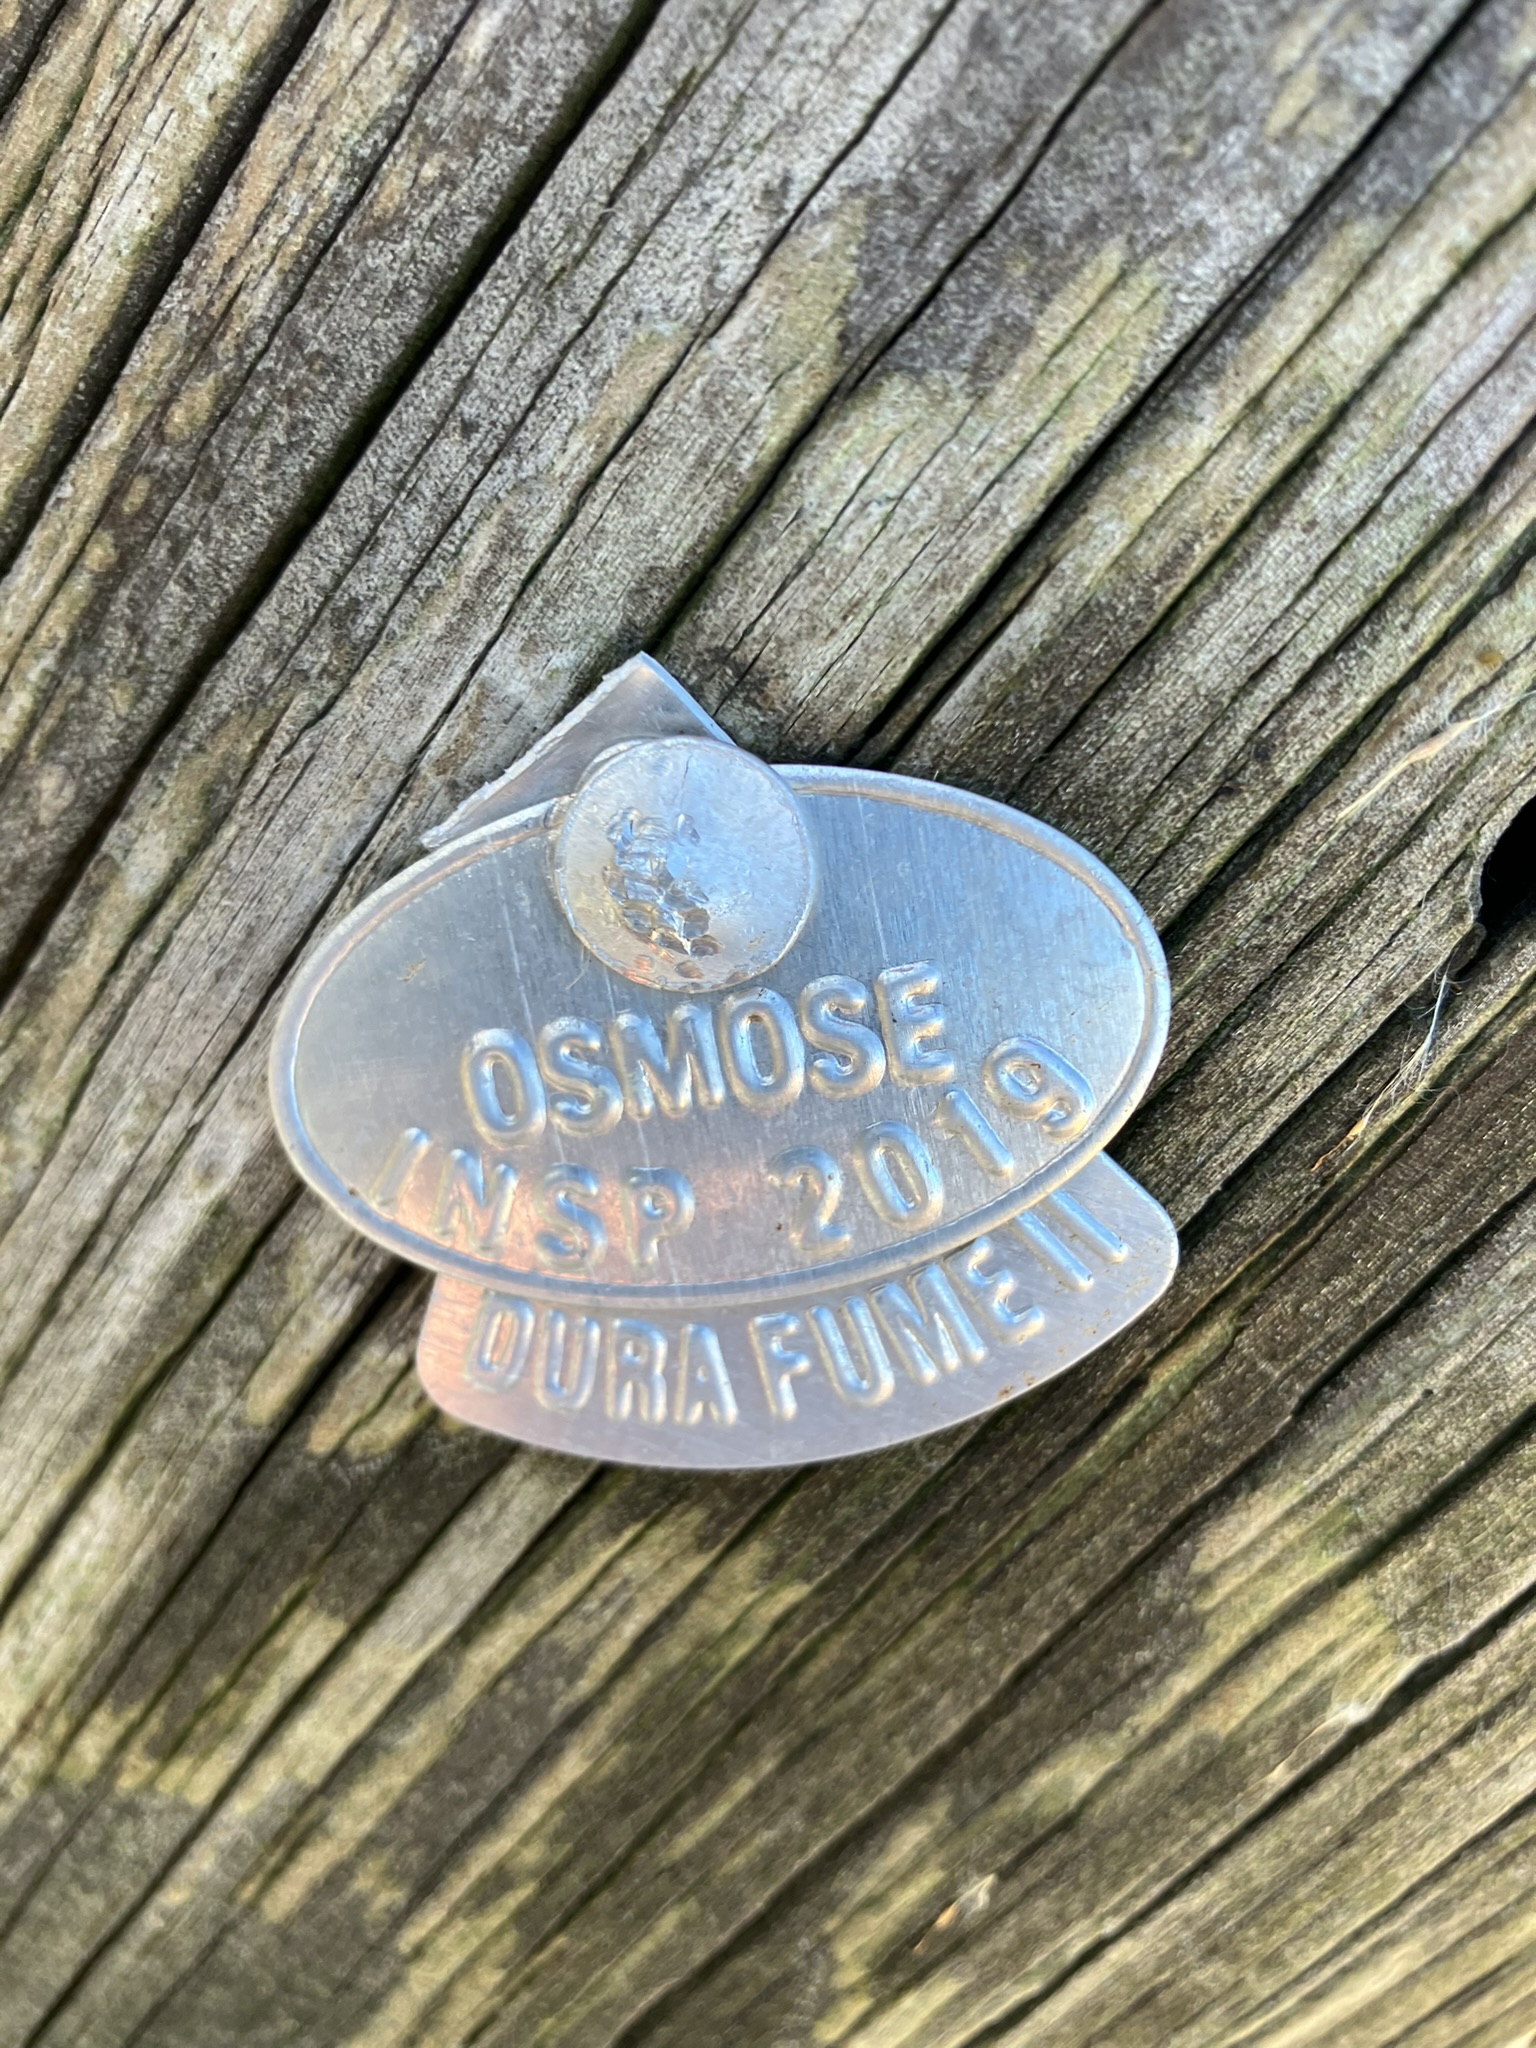 OSMOSE
INSP 2019
DURA FUME II